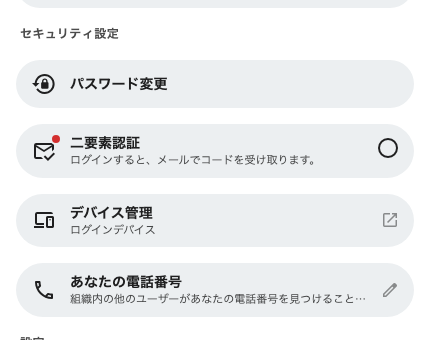 セキュリティ設定
パスワード変更
二要素認証
ログインすると、メールでコードを受け取ります。
デバイス管理
ログインデバイス
あなたの電話番号
組織内の他のユーザーがあなたの電話番号を見つけること…
設定